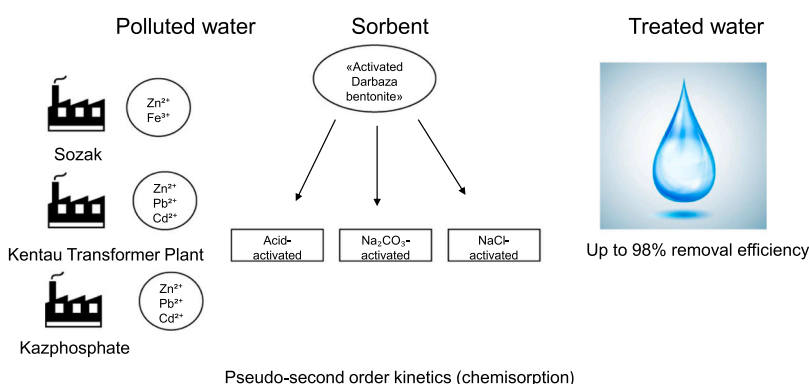 Polluted water
Sorbent
Treated water
«Activated
Darbaza
bentonite»
Zn²⁺
Fe³⁺
Sozak
Zn²⁺
Pb²⁺
Cd²⁺
Kentau Transformer Plant
Acid-
activated
Na₂CO₃-
activated
NaCl-
activated
Up to 98% removal efficiency
Zn²⁺
Pb²⁺
Cd²⁺
Kazphosphate
Pseudo-second order kinetics (chemisorption)